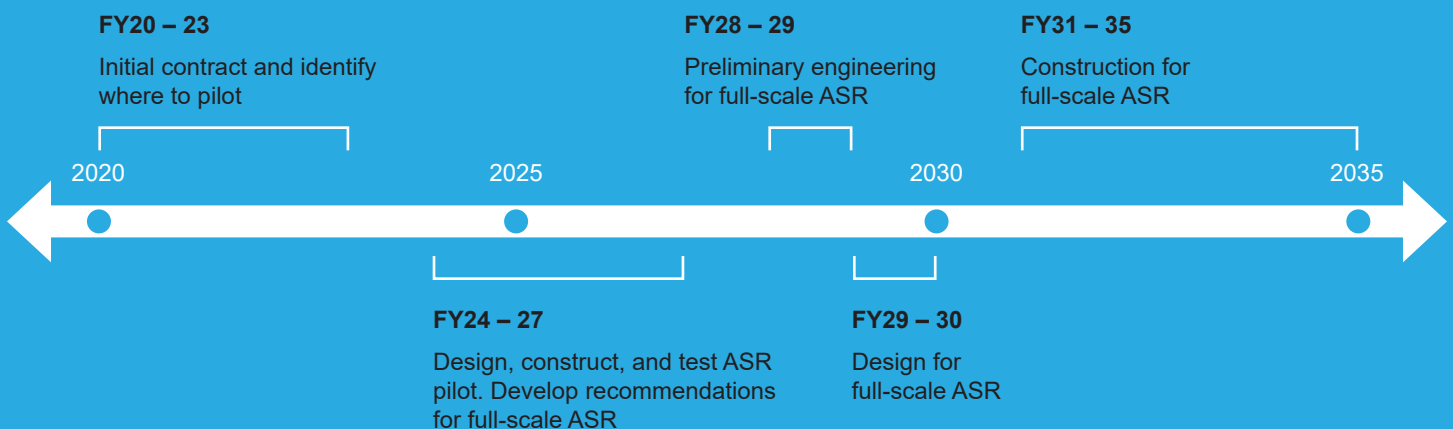 FY20 – 23
Initial contract and identify
where to pilot
FY28 – 29
Preliminary engineering
for full-scale ASR
FY31 – 35
Construction for
full-scale ASR
2020
2025
2030
2035
FY24 – 27
Design, construct, and test ASR
pilot. Develop recommendations
for full-scale ASR
FY29 – 30
Design for
full-scale ASR